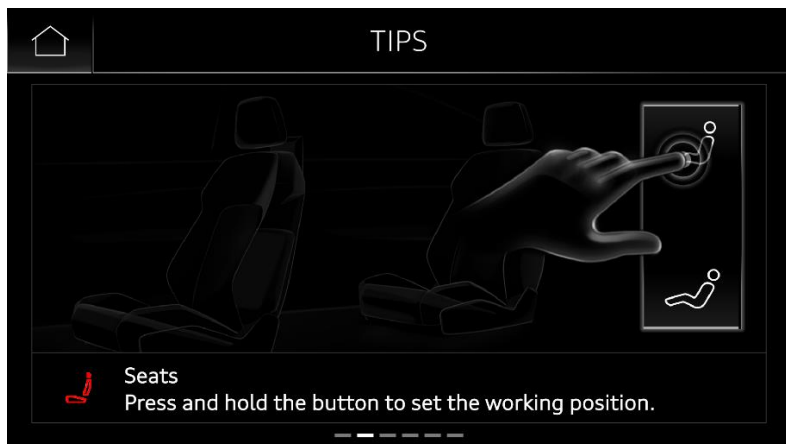 TIPS
Seats
Press and hold the button to set the working position.